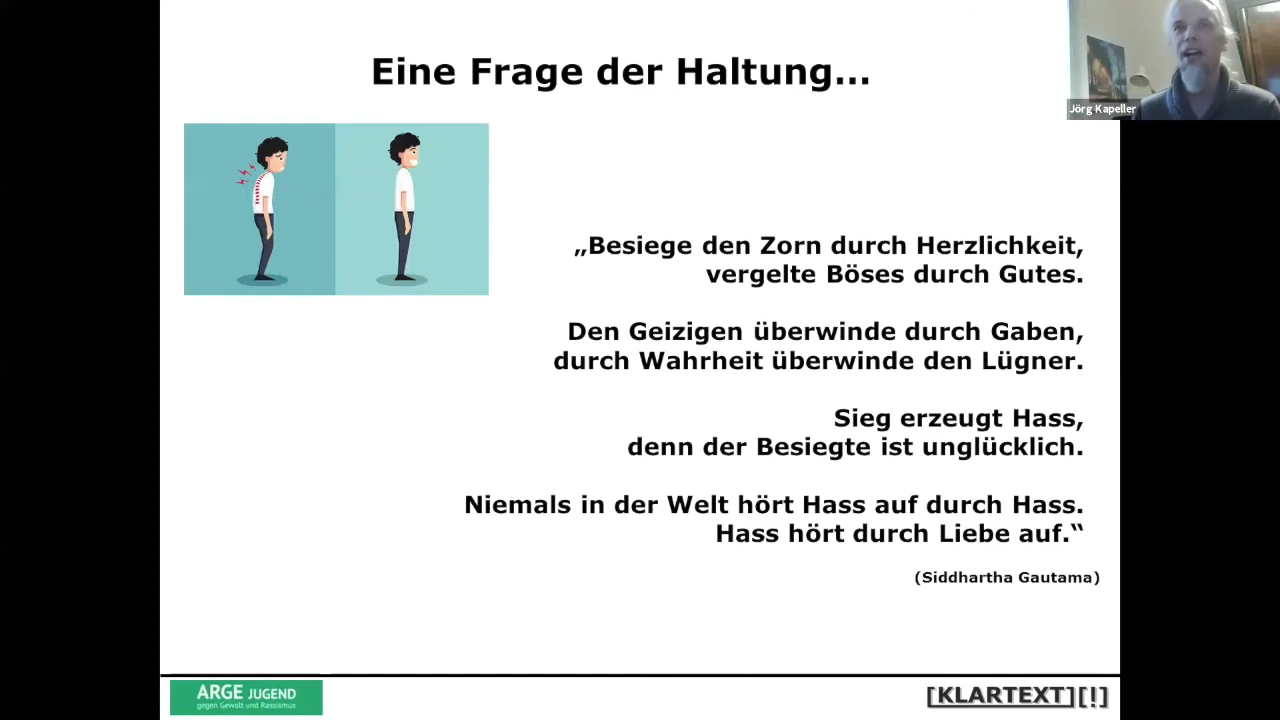 Eine Frage der Haltung...
Jörg Kapeller
„Besiege den Zorn durch Herzlichkeit,
vergelte Böses durch Gutes.
Den Geizigen überwinde durch Gaben,
durch Wahrheit überwinde den Lügner.
Sieg erzeugt Hass,
denn der Besiegte ist unglücklich.
Niemals in der Welt hört Hass auf durch Hass.
Hass hört durch Liebe auf.“
(Siddhartha Gautama)
ARGE JUGEND
gegen Gewalt und Rassismus
[KLARTEXT][!]